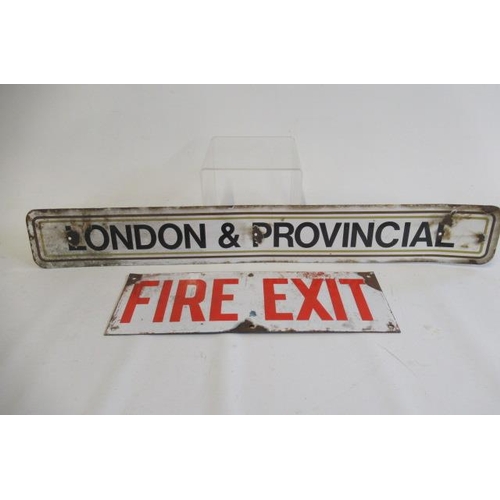 LONDON & PROVINCIAL
FIRE EXIT